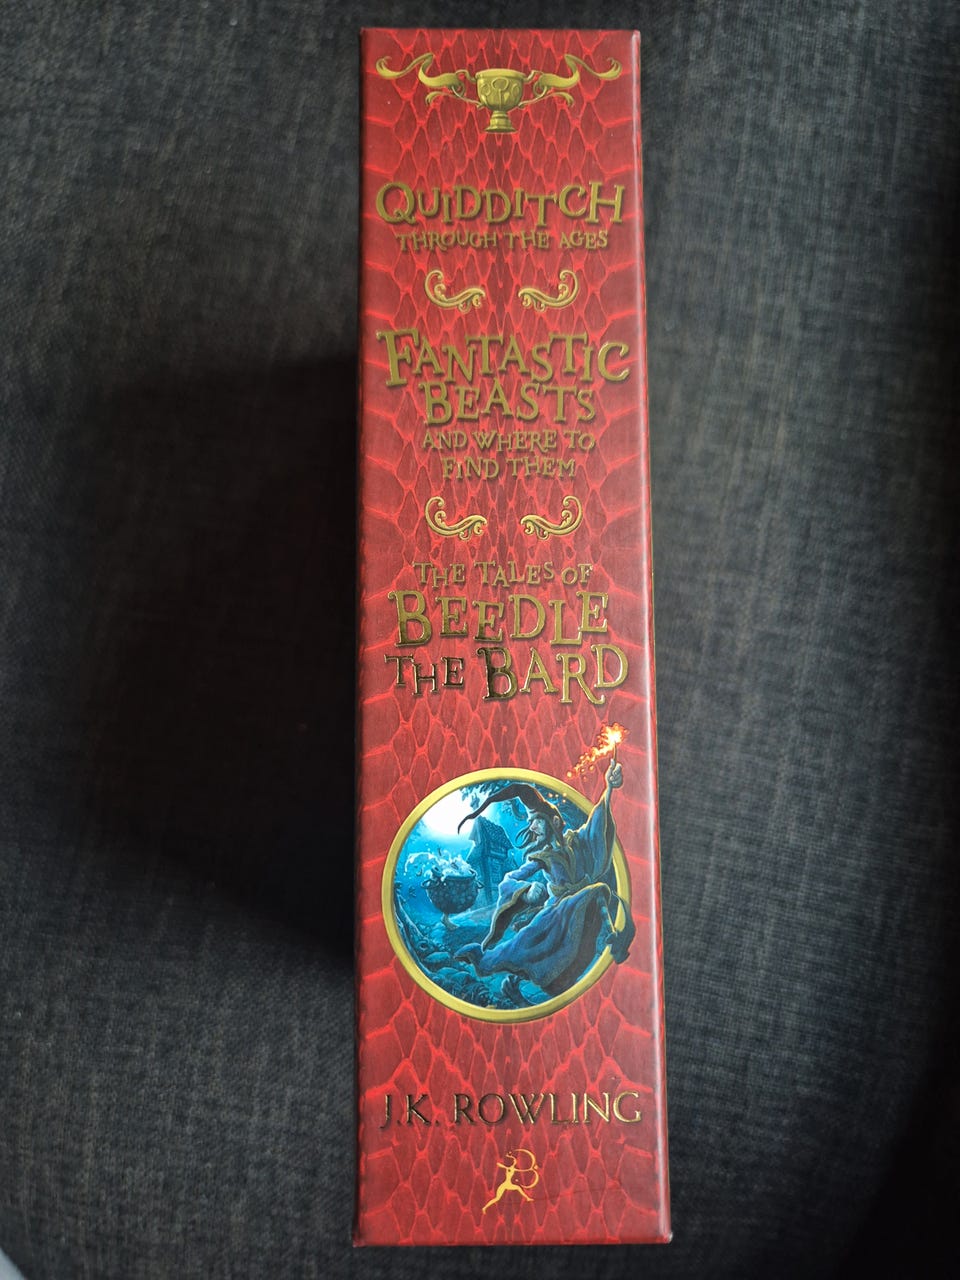 QUIDDITCH
THROUGH THE AGES
FANTASTIC
BEASTS
AND WHERE TO
FIND THEM
THE TALES OF
BEEDLE
THE BARD
J.K. ROWLING